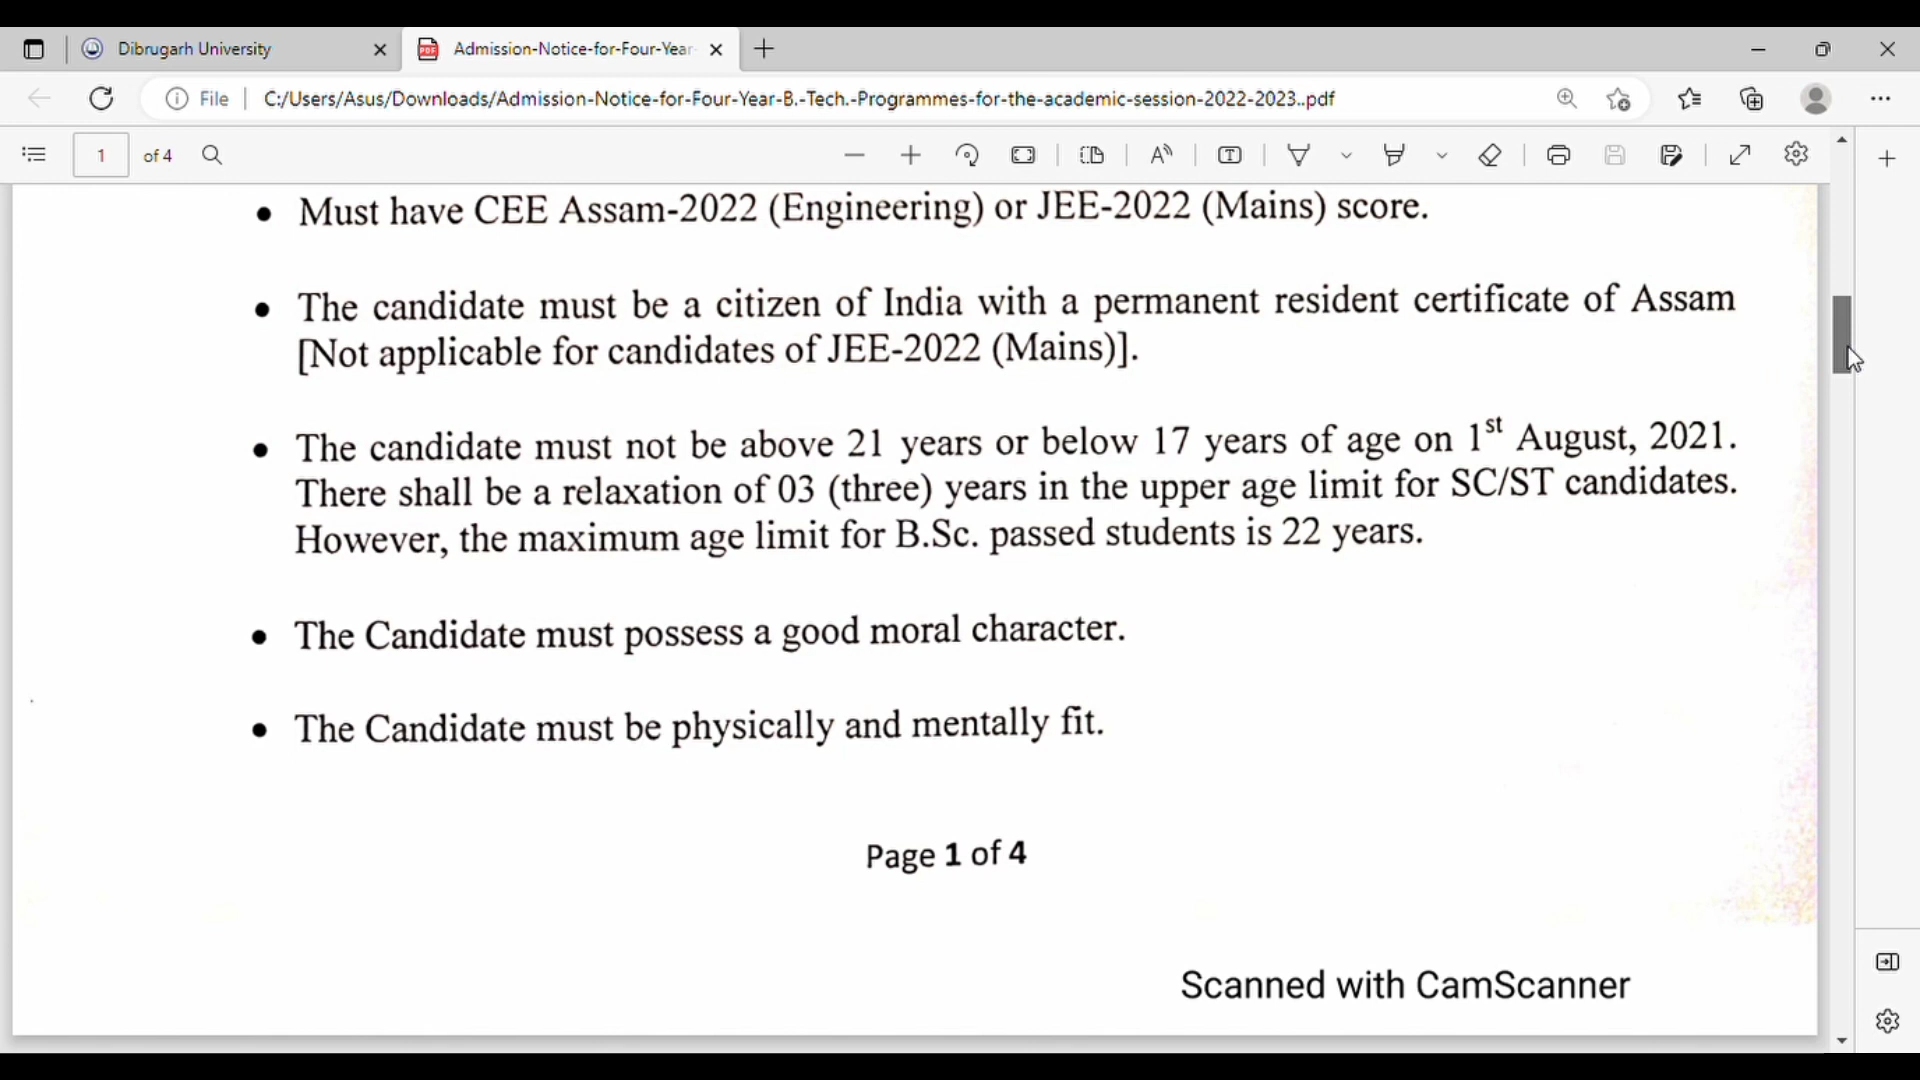 Dibrugarh University
Admission-Notice-for-Four-Year-
File
C:/Users/Asus/Downloads/Admission-Notice-for-Four-Year-B.-Tech.-Programmes-for-the-academic-session-2022-2023..pdf
1 of 4
• Must have CEE Assam-2022 (Engineering) or JEE-2022 (Mains) score.
• The candidate must be a citizen of India with a permanent resident certificate of Assam
[Not applicable for candidates of JEE-2022 (Mains)].
• The candidate must not be above 21 years or below 17 years of age on 1st August, 2021.
There shall be a relaxation of 03 (three) years in the upper age limit for SC/ST candidates.
However, the maximum age limit for B.Sc. passed students is 22 years.
• The Candidate must possess a good moral character.
• The Candidate must be physically and mentally fit.
Page 1 of 4
Scanned with CamScanner